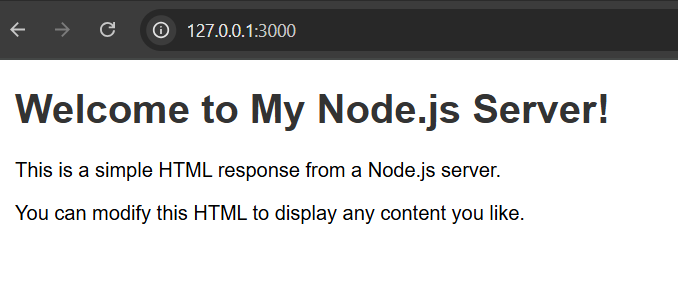 127.0.0.1:3000
Welcome to My Node.js Server!
This is a simple HTML response from a Node.js server.
You can modify this HTML to display any content you like.